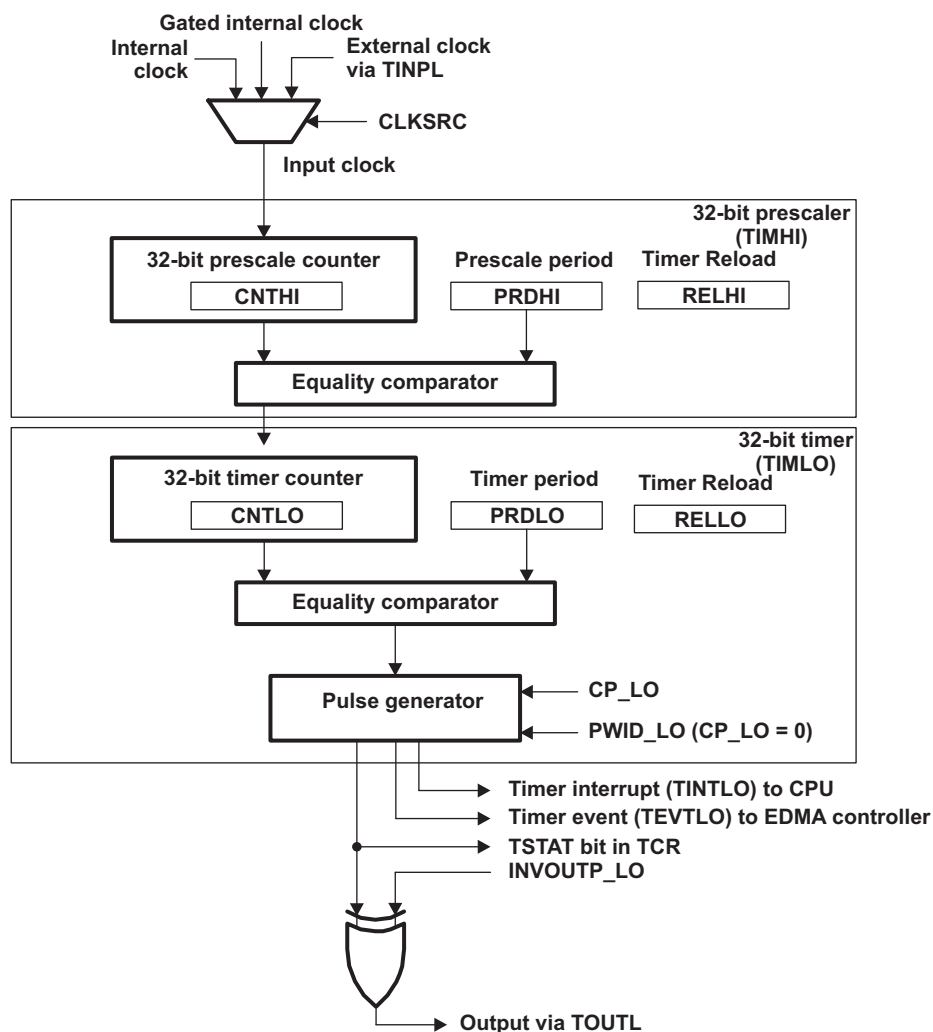 Gated internal clock
Internal
clock
External clock
via TINPL
CLKSRC
Input clock
32-bit prescaler
(TIMHI)
32-bit prescale counter
CNTHI
Prescale period
PRDHI
Timer Reload
RELHI
Equality comparator
32-bit timer
(TIMLO)
32-bit timer counter
CNTLO
Timer period
PRDLO
Timer Reload
RELLO
Equality comparator
Pulse generator
CP_LO
PWID_LO (CP_LO = 0)
Timer interrupt (TINTLO) to CPU
Timer event (TEVTLO) to EDMA controller
TSTAT bit in TCR
INVOUTP_LO
Output via TOUTL